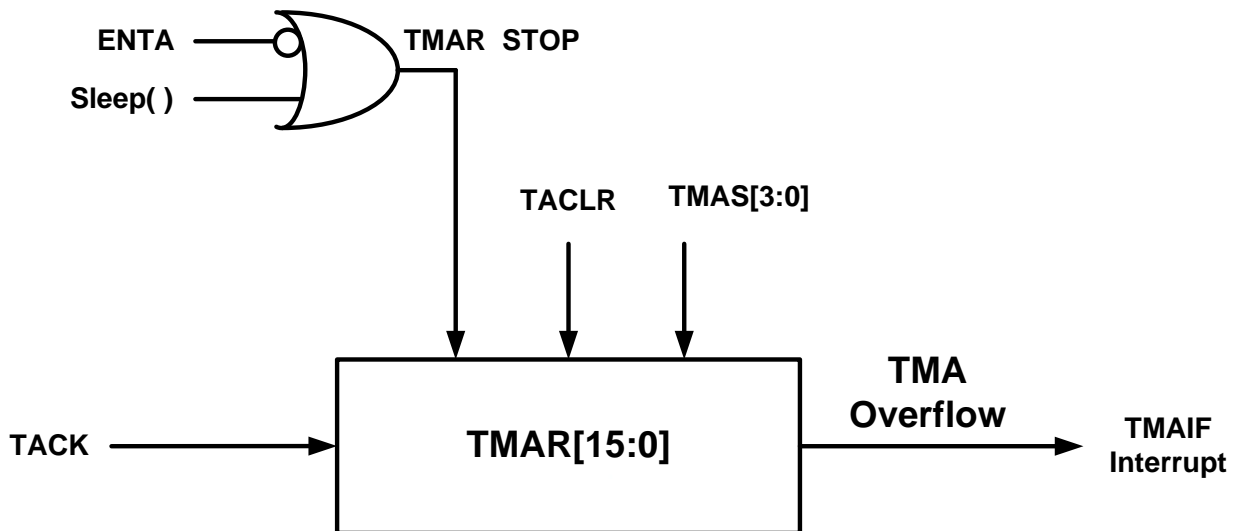 ENTA
TMAR STOP
Sleep( )
TACLR
TMAS[3:0]
TMA
Overflow
TACK
TMAR[15:0]
TMAIF
Interrupt